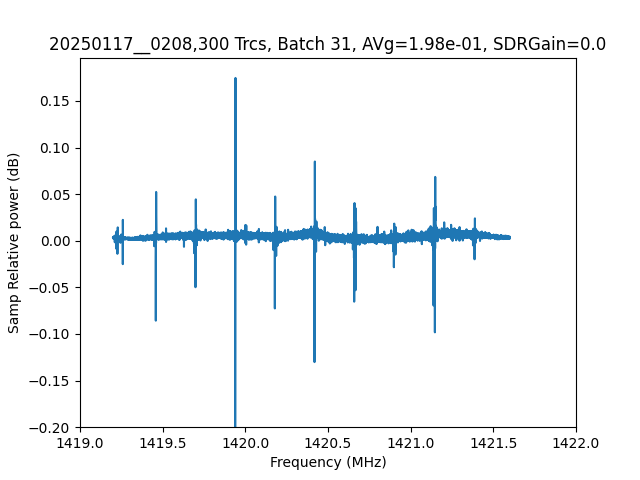 20250117__0208,300 Trcs, Batch 31, AVg=1.98e-01, SDRGain=0.0
Samp Relative power (dB)
0.15
0.10
0.05
0.00
−0.05
−0.10
−0.15
−0.20
1419.0 1419.5 1420.0 1420.5 1421.0 1421.5 1422.0
Frequency (MHz)